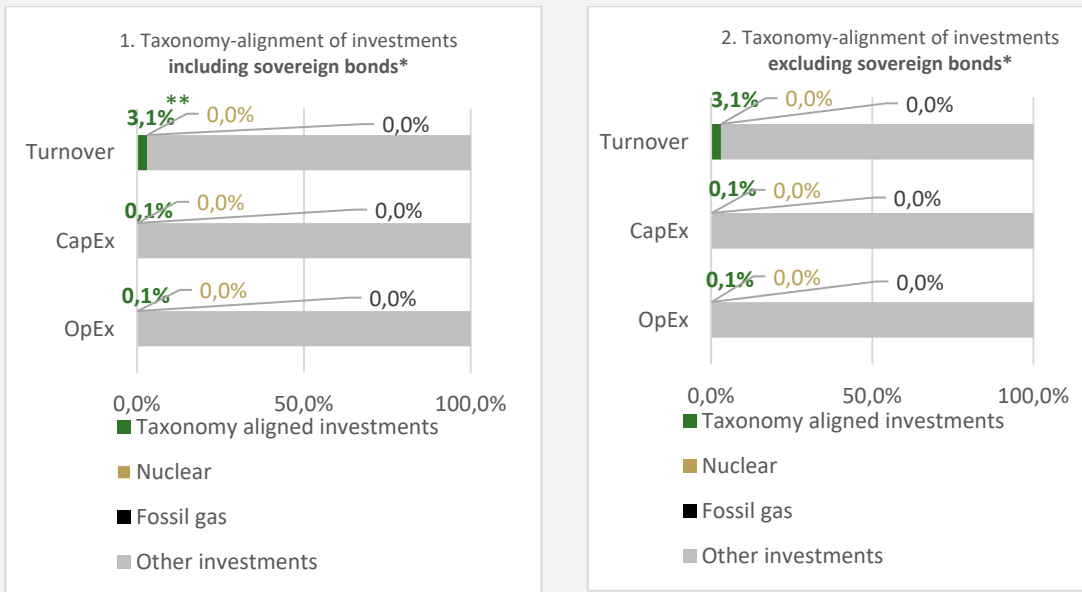 1. Taxonomy-alignment of investments
including sovereign bonds*
**
3,1%
0,0%
0,0%
Turnover
0,1%
0,0%
0,0%
CapEx
0,1%
0,0%
0,0%
OpEx
0,0%
50,0%
100,0%
Taxonomy aligned investments
Nuclear
Fossil gas
Other investments
2. Taxonomy-alignment of investments
excluding sovereign bonds*
3,1%
0,0%
0,0%
Turnover
0,1%
0,0%
0,0%
CapEx
0,1%
0,0%
0,0%
OpEx
0,0%
50,0%
100,0%
Taxonomy aligned investments
Nuclear
Fossil gas
Other investments